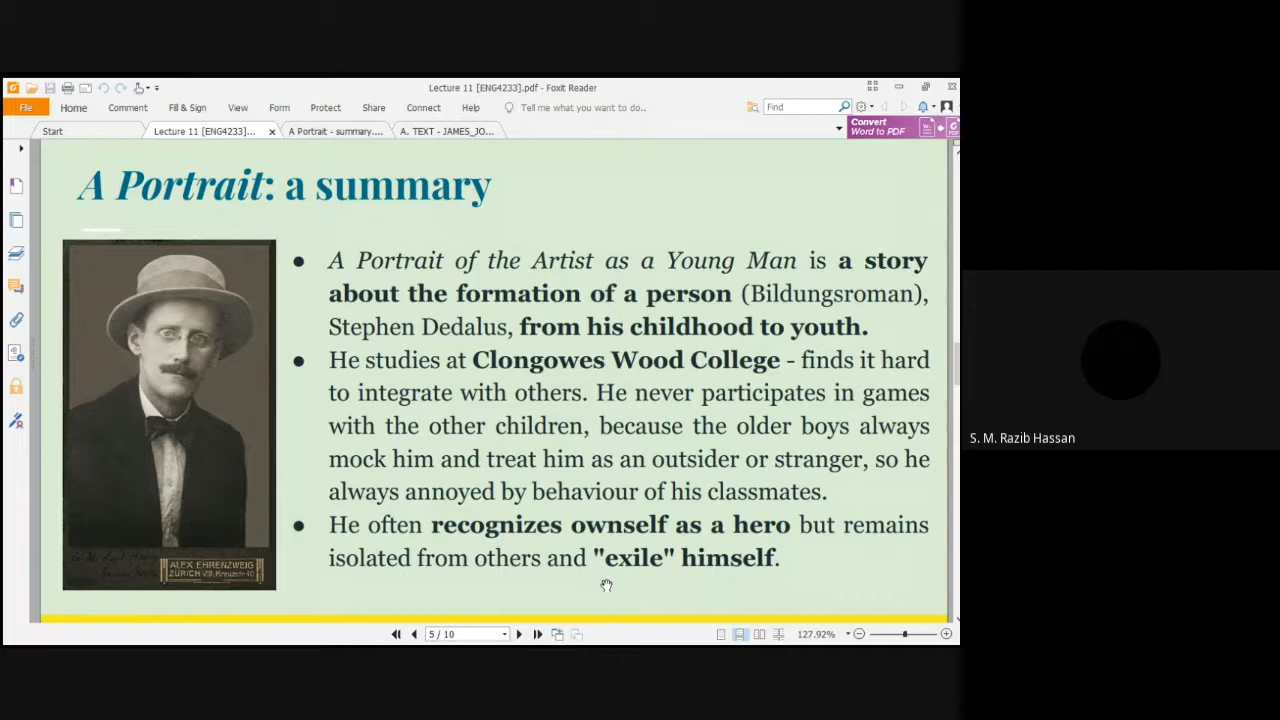 Lecture 11 [ENG4233].pdf - Foxit Reader
File Home Comment Fill & Sign View Form Protect Share Connect Help Tell me what you want to do.. Find
Start Lecture 11 [ENG4233]... × A Portrait - summary.... A. TEXT - JAMES_JO... Convert
Word to PDF
A Portrait: a summary
● A Portrait of the Artist as a Young Man is a story
about the formation of a person (Bildungsroman),
Stephen Dedalus, from his childhood to youth.
● He studies at Clongowes Wood College - finds it hard
to integrate with others. He never participates in games
with the other children, because the older boys always
mock him and treat him as an outsider or stranger, so he
always annoyed by behaviour of his classmates.
● He often recognizes ownself as a hero but remains
isolated from others and "exile" himself.
ALEX EHRENZWEIG
5 / 10 127.92%
S. M. Razib Hassan